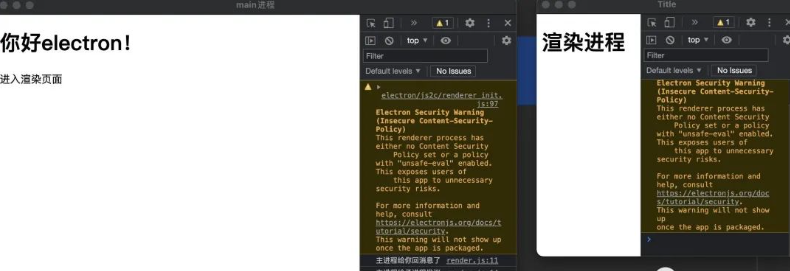 main进程
你好electron!
进入渲染页面
1
top
Filter
Default levels
No Issues
electron/js2c/renderer_init.
js:97
Electron Security Warning
(Insecure Content-Security-
Policy)
This renderer process has
either no Content Security
Policy set or a policy
with "unsafe-eval" enabled.
This exposes users of
this app to unnecessary
security risks.
For more information and
help, consult
https://electronjs.org/docs/t
utorial/security.
This warning will not show up
once the app is packaged.
主进程给你回消息了 render.js:11
Title
渲染进程
1
top
Filter
Default levels
No Issues
Electron Security Warning
(Insecure Content-Security-
Policy)
This renderer process has
either no Content Security
Policy set or a policy
with "unsafe-eval" enabled.
This exposes users of
this app to unnecessary
security risks.
For more information and
help, consult
https://electronjs.org/doc
s/tutorial/security.
This warning will not show
up
once the app is packaged.